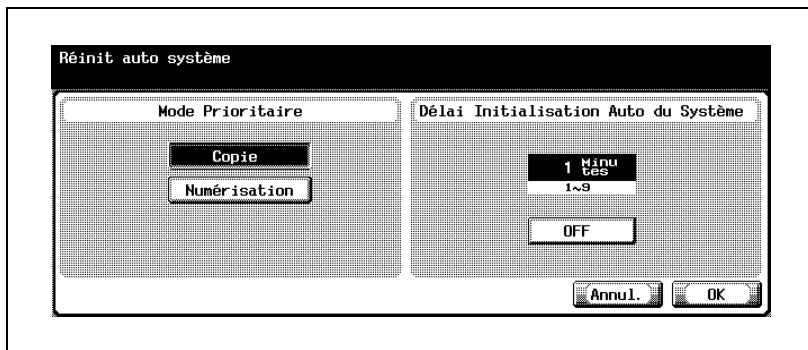 Réinit auto système
Mode Prioritaire
Copie
Numérisation
Délai Initialisation Auto du Système
1 Minu
tes
1~9
OFF
Annul.
OK